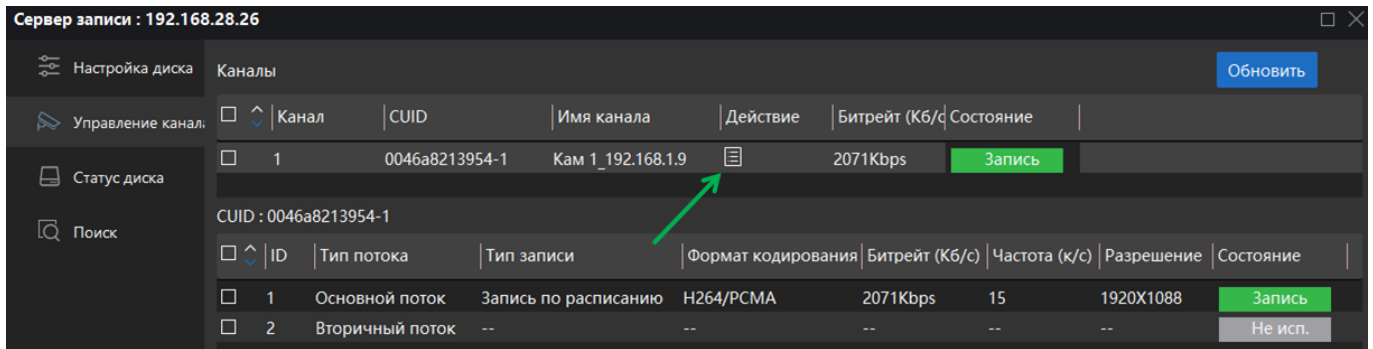 Сервер записи : 192.168.28.26
Настройка диска
Управление канал
Статус диска
Поиск
Каналы
Обновить
Канал CUID Имя канала Действие Битрейт (Кб/с Состояние
1 0046a8213954-1 Кам 1_192.168.1.9 2071Kbps Запись
CUID : 0046a8213954-1
ID Тип потока Тип записи Формат кодирования Битрейт (Кб/с) Частота (к/с) Разрешение Состояние
1 Основной поток Запись по расписанию H264/PCMA 2071Kbps 15 1920X1088 Запись
2 Вторичный поток -- -- -- -- -- Не исп.